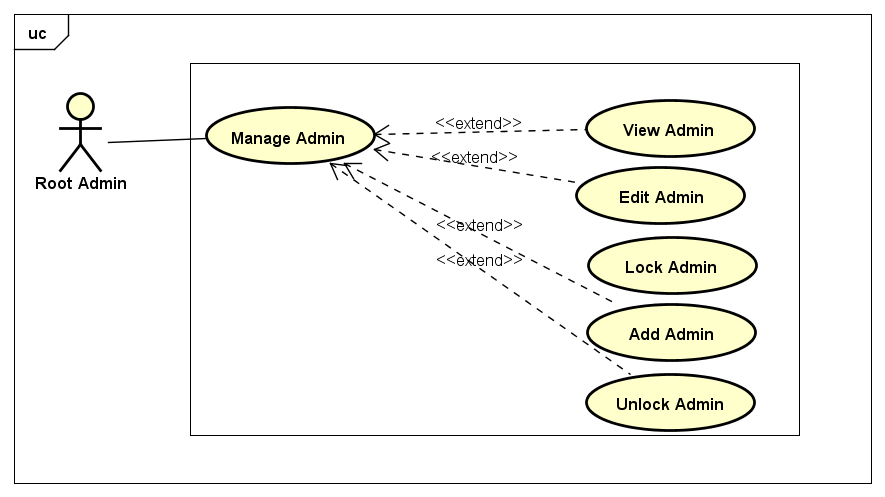 uc
Root Admin
Manage Admin
<<extend>>
View Admin
<<extend>>
Edit Admin
<<extend>>
Lock Admin
<<extend>>
Add Admin
Unlock Admin